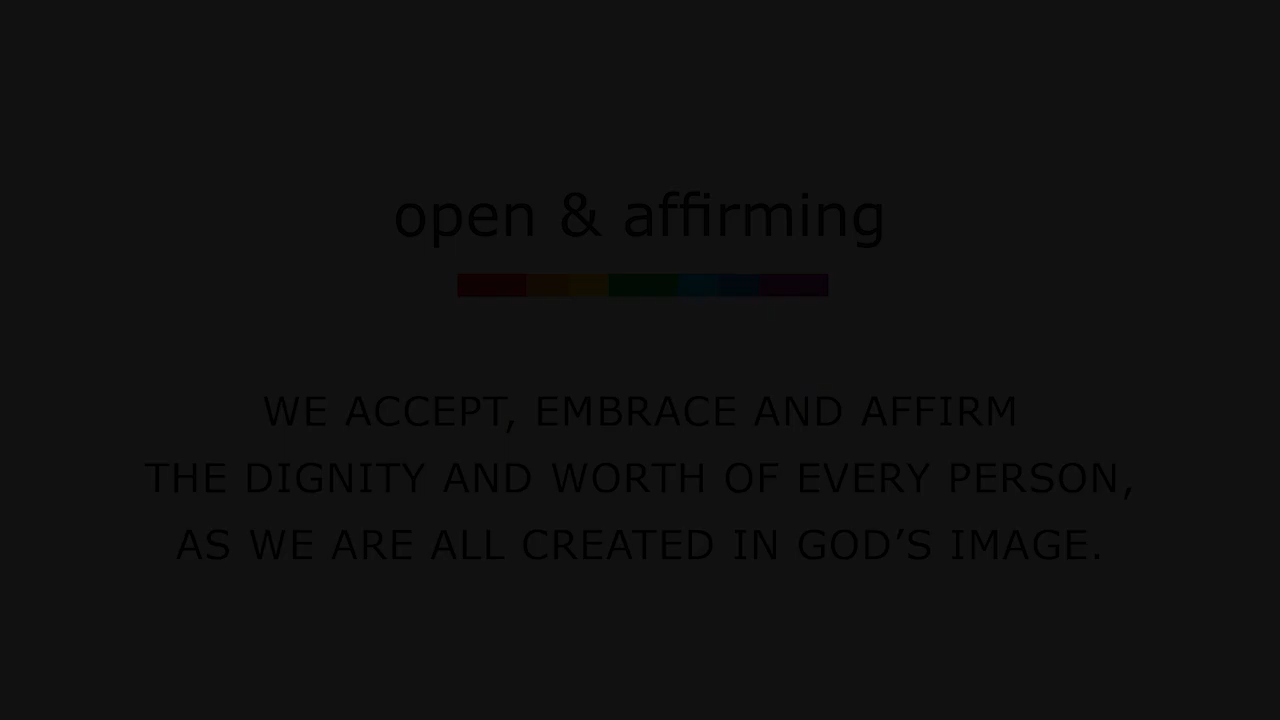 open & affirming
WE ACCEPT, EMBRACE AND AFFIRM
THE DIGNITY AND WORTH OF EVERY PERSON,
AS WE ARE ALL CREATED IN GOD’S IMAGE.